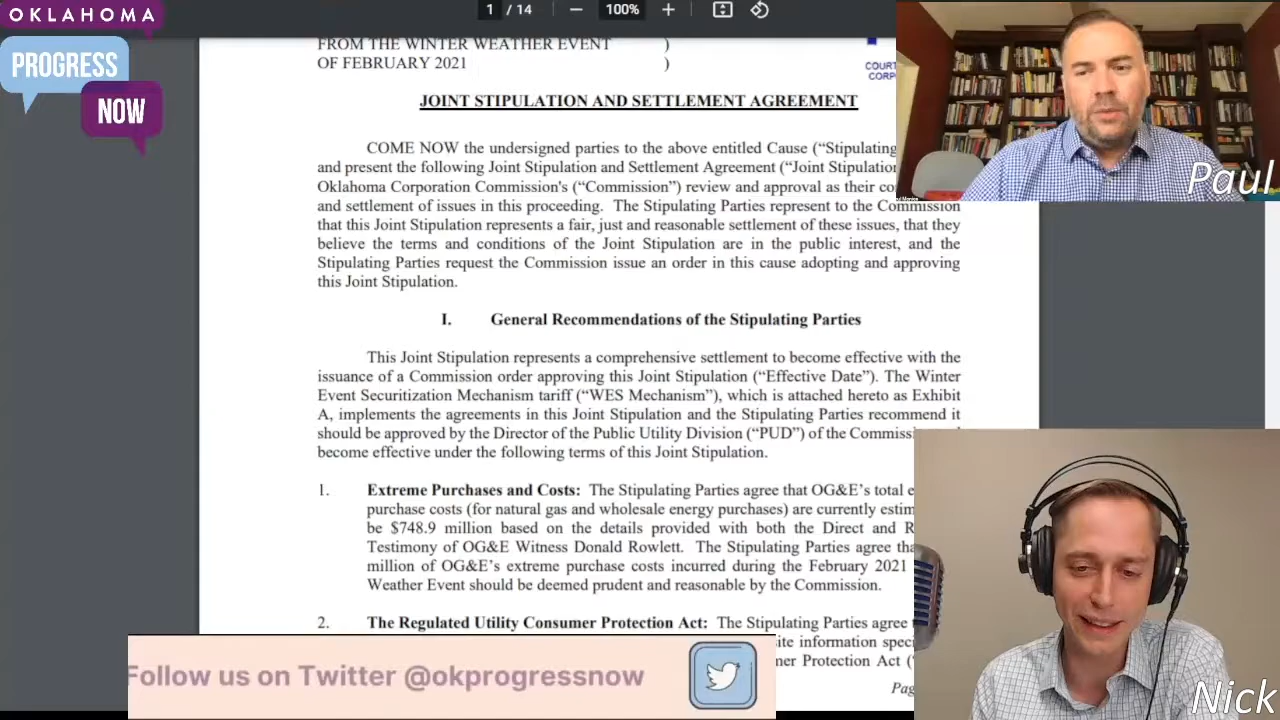 OKLAHOMA
PROGRESS
NOW
1 / 14
100%
FROM THE WINTER WEATHER EVENT )
OF FEBRUARY 2021 )
COURT
CORP
JOINT STIPULATION AND SETTLEMENT AGREEMENT
COME NOW the undersigned parties to the above entitled Cause (“Stipulating
and present the following Joint Stipulation and Settlement Agreement (“Joint Stipulation
Oklahoma Corporation Commission's (“Commission”) review and approval as their
and settlement of issues in this proceeding. The Stipulating Parties represent to the Commission
that this Joint Stipulation represents a fair, just and reasonable settlement of these issues, that they
believe the terms and conditions of the Joint Stipulation are in the public interest, and the
Stipulating Parties request the Commission issue an order in this cause adopting and approving
this Joint Stipulation.
I. General Recommendations of the Stipulating Parties
This Joint Stipulation represents a comprehensive settlement to become effective with the
issuance of a Commission order approving this Joint Stipulation (“Effective Date”). The Winter
Event Securitization Mechanism tariff (“WES Mechanism”), which is attached hereto as Exhibit
A, implements the agreements in this Joint Stipulation and the Stipulating Parties recommend it
should be approved by the Director of the Public Utility Division (“PUD”) of the Commiss
become effective under the following terms of this Joint Stipulation.
1. Extreme Purchases and Costs: The Stipulating Parties agree that OG&E’s total e
purchase costs (for natural gas and wholesale energy purchases) are currently estim
be $748.9 million based on the details provided with both the Direct and R
Testimony of OG&E Witness Donald Rowlett. The Stipulating Parties agree tha
million of OG&E’s extreme purchase costs incurred during the February 2021
Weather Event should be deemed prudent and reasonable by the Commission.
2. The Regulated Utility Consumer Protection Act: The Stipulating Parties agree
site information speci
mer Protection Act (“
Pag
Follow us on Twitter @okprogressnow
Paul
Nick